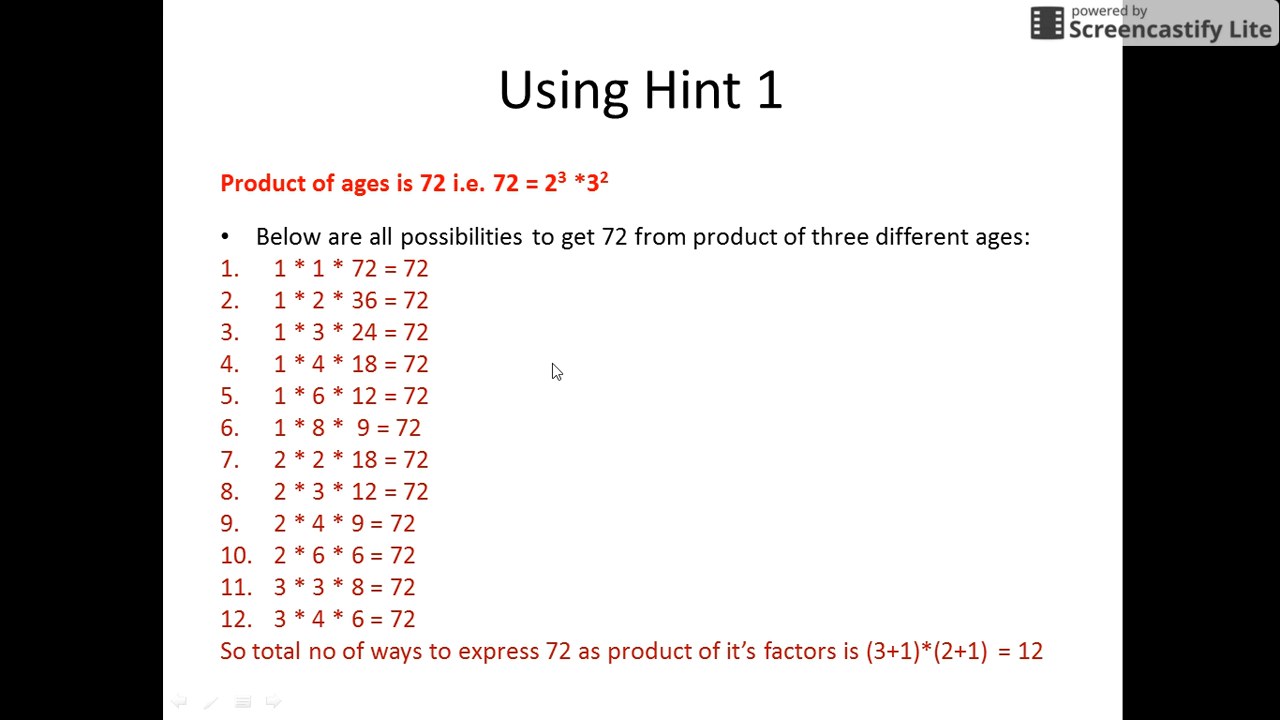 powered by
Screencastify Lite
Using Hint 1
Product of ages is 72 i.e. 72 = 2³ *3²
• Below are all possibilities to get 72 from product of three different ages:
1. 1 * 1 * 72 = 72
2. 1 * 2 * 36 = 72
3. 1 * 3 * 24 = 72
4. 1 * 4 * 18 = 72
5. 1 * 6 * 12 = 72
6. 1 * 8 * 9 = 72
7. 2 * 2 * 18 = 72
8. 2 * 3 * 12 = 72
9. 2 * 4 * 9 = 72
10. 2 * 6 * 6 = 72
11. 3 * 3 * 8 = 72
12. 3 * 4 * 6 = 72
So total no of ways to express 72 as product of it’s factors is (3+1)*(2+1) = 12